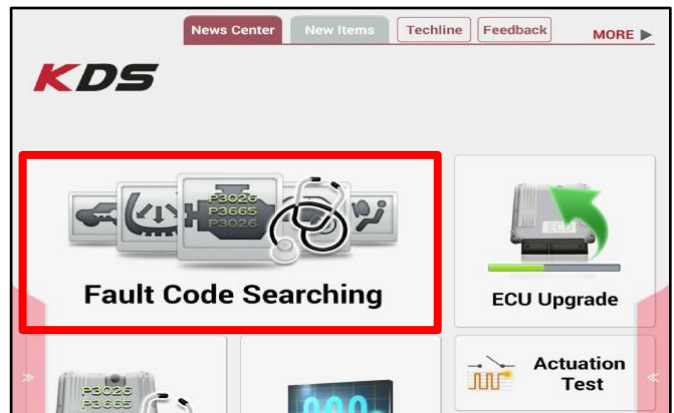 News Center
New Items
Techline
Feedback
MORE
KDS
P3026
P3665
P3026
Fault Code Searching
ECU
ECU Upgrade
P3026
P3665
000
Actuation
Test